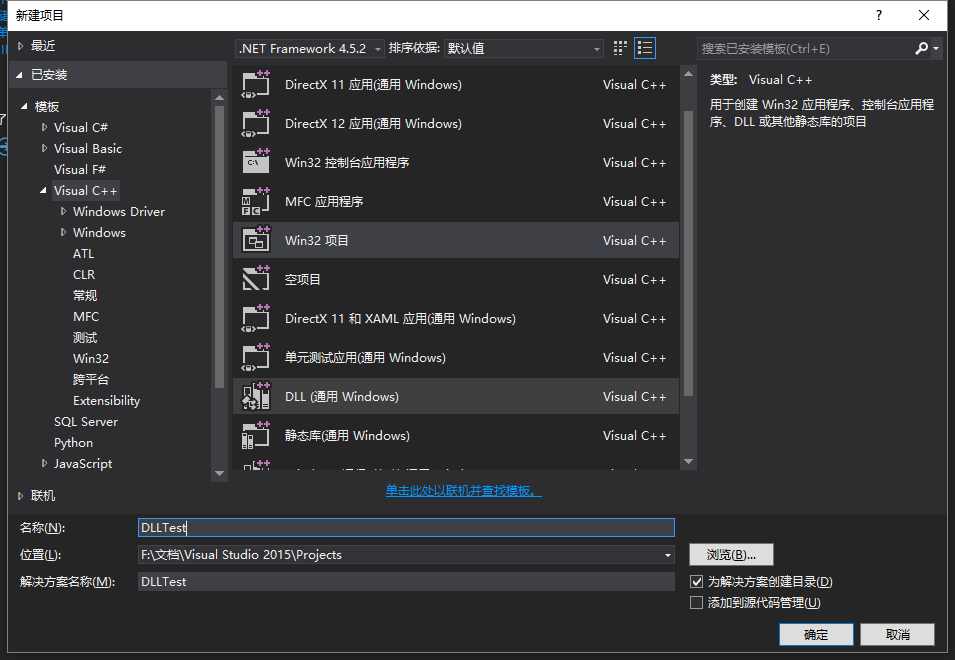 新建项目
?
最近
.NET Framework 4.5.2
排序依据:
默认值
搜索已安装模板(Ctrl+E)
已安装
模板
Visual C#
Visual Basic
Visual F#
Visual C++
Windows Driver
Windows
ATL
CLR
常规
MFC
测试
Win32
跨平台
Extensibility
SQL Server
Python
JavaScript
联机
DirectX 11 应用(通用 Windows) Visual C++
DirectX 12 应用(通用 Windows) Visual C++
Win32 控制台应用程序 Visual C++
MFC 应用程序 Visual C++
Win32 项目 Visual C++
空项目 Visual C++
DirectX 11 和 XAML 应用(通用 Windows) Visual C++
单元测试应用(通用 Windows) Visual C++
DLL (通用 Windows) Visual C++
静态库(通用 Windows) Visual C++
单击此处以联机并查找模板。
类型: Visual C++
用于创建 Win32 应用程序、控制台应用程
序、DLL 或其他静态库的项目
名称(N): DLLTest
位置(L): F:\文档\Visual Studio 2015\Projects
浏览(B)...
解决方案名称(M): DLLTest
为解决方案创建目录(D)
添加到源代码管理(U)
确定
取消